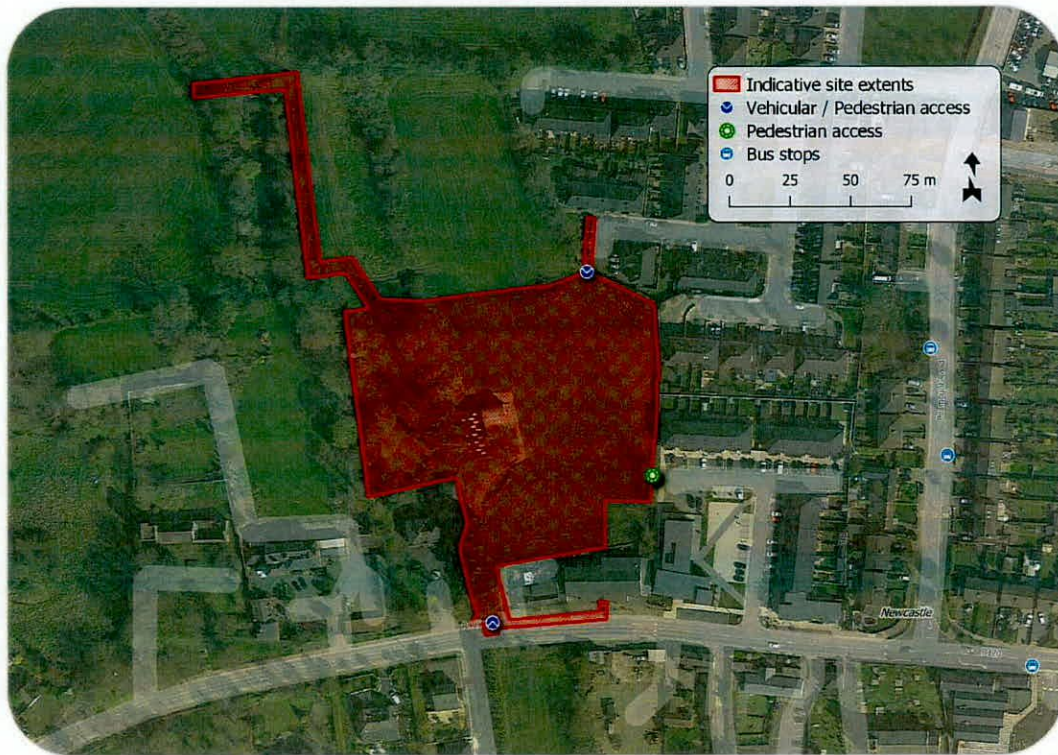 Indicative site extents
Vehicular / Pedestrian access
Pedestrian access
Bus stops
0 25 50 75 m
Newcastle